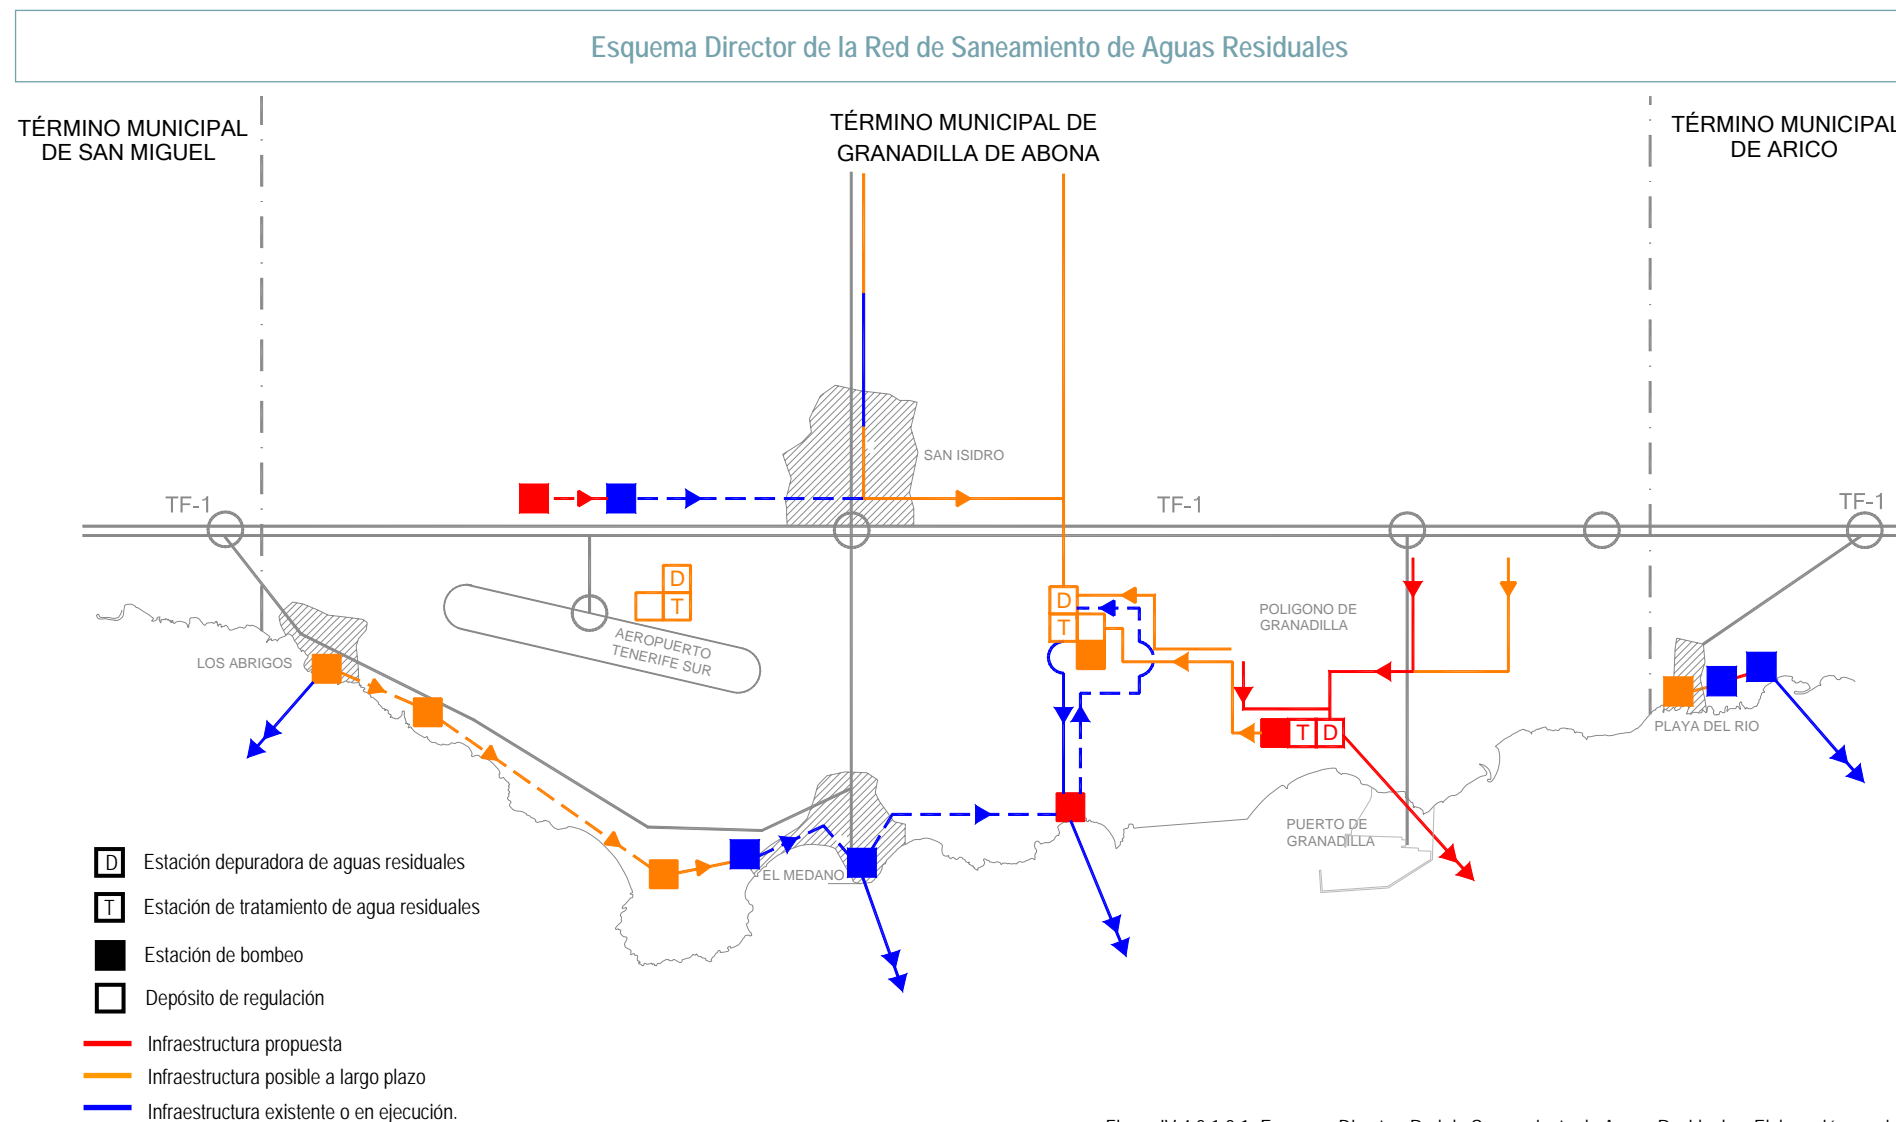 Esquema Director de la Red de Saneamiento de Aguas Residuales
TÉRMINO MUNICIPAL
DE SAN MIGUEL
TÉRMINO MUNICIPAL DE
GRANADILLA DE ABONA
TÉRMINO MUNICIPAL
DE ARICO
SAN ISIDRO
TF-1
TF-1
TF-1
D
T
AEROPUERTO
TENERIFE SUR
D
T
POLIGONO DE
GRANADILLA
LOS ABRIGOS
T D
PLAYA DEL RIO
PUERTO DE
GRANADILLA
EL MEDANO
D Estación depuradora de aguas residuales
T Estación de tratamiento de agua residuales
Estación de bombeo
Depósito de regulación
Infraestructura propuesta
Infraestructura posible a largo plazo
Infraestructura existente o en ejecución.